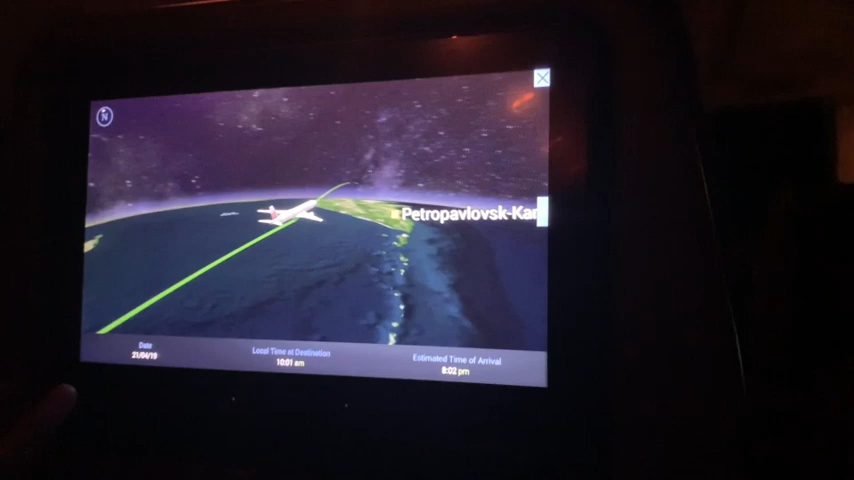 N
Petropavlovsk-Kam
Date
21/04/19
Local Time at Destination
10:01 am
Estimated Time of Arrival
8:02 pm